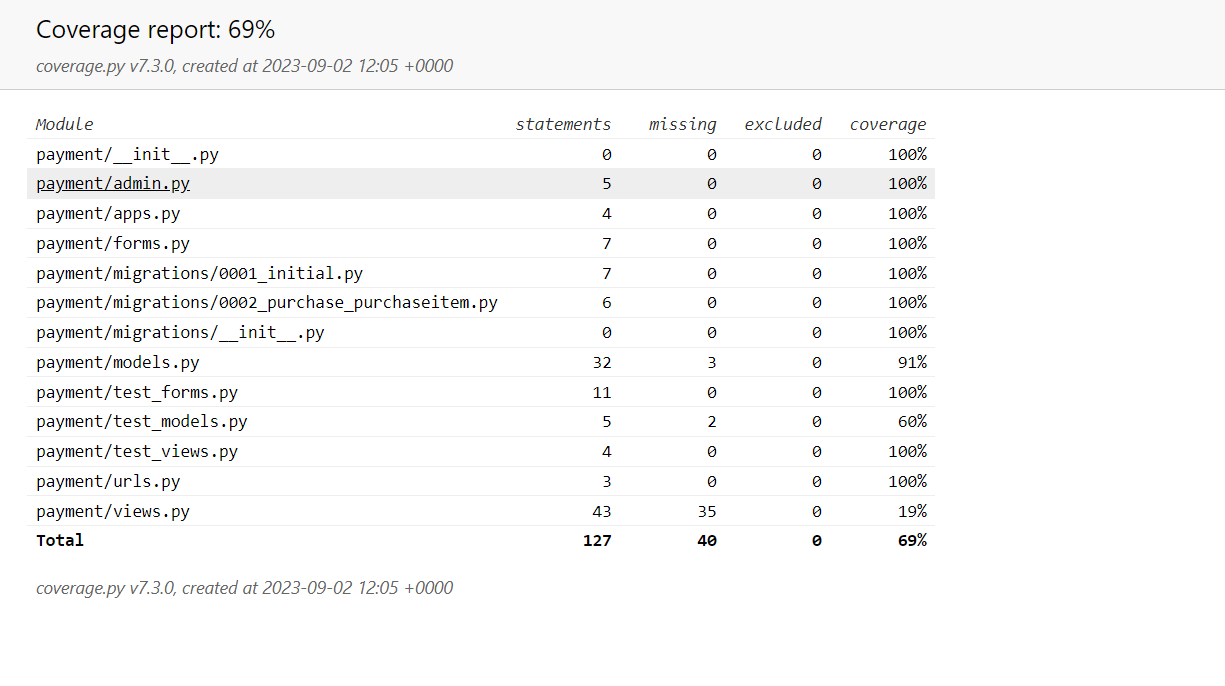 Coverage report: 69%
coverage.py v7.3.0, created at 2023-09-02 12:05 +0000
Module statements missing excluded coverage
payment/__init__.py 0 0 0 100%
payment/admin.py 5 0 0 100%
payment/apps.py 4 0 0 100%
payment/forms.py 7 0 0 100%
payment/migrations/0001_initial.py 7 0 0 100%
payment/migrations/0002_purchase_purchaseitem.py 6 0 0 100%
payment/migrations/__init__.py 0 0 0 100%
payment/models.py 32 3 0 91%
payment/test_forms.py 11 0 0 100%
payment/test_models.py 5 2 0 60%
payment/test_views.py 4 0 0 100%
payment/urls.py 3 0 0 100%
payment/views.py 43 35 0 19%
Total 127 40 0 69%
coverage.py v7.3.0, created at 2023-09-02 12:05 +0000